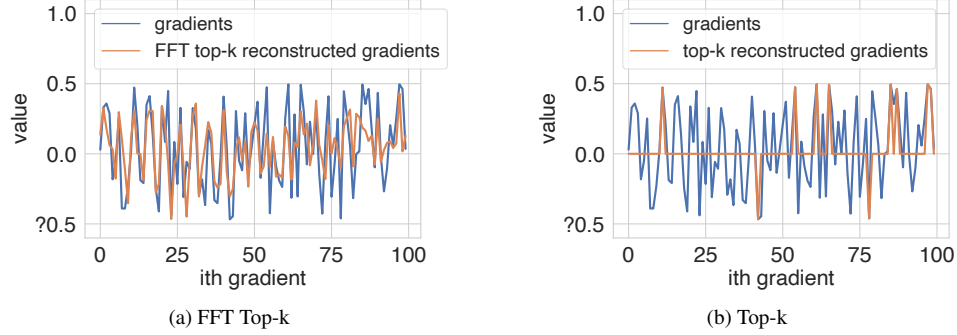 gradients
FFT top-k reconstructed gradients
value
1.0
0.5
0.0
?0.5
0 25 50 75 100
ith gradient
(a) FFT Top-k
gradients
top-k reconstructed gradients
value
1.0
0.5
0.0
?0.5
0 25 50 75 100
ith gradient
(b) Top-k